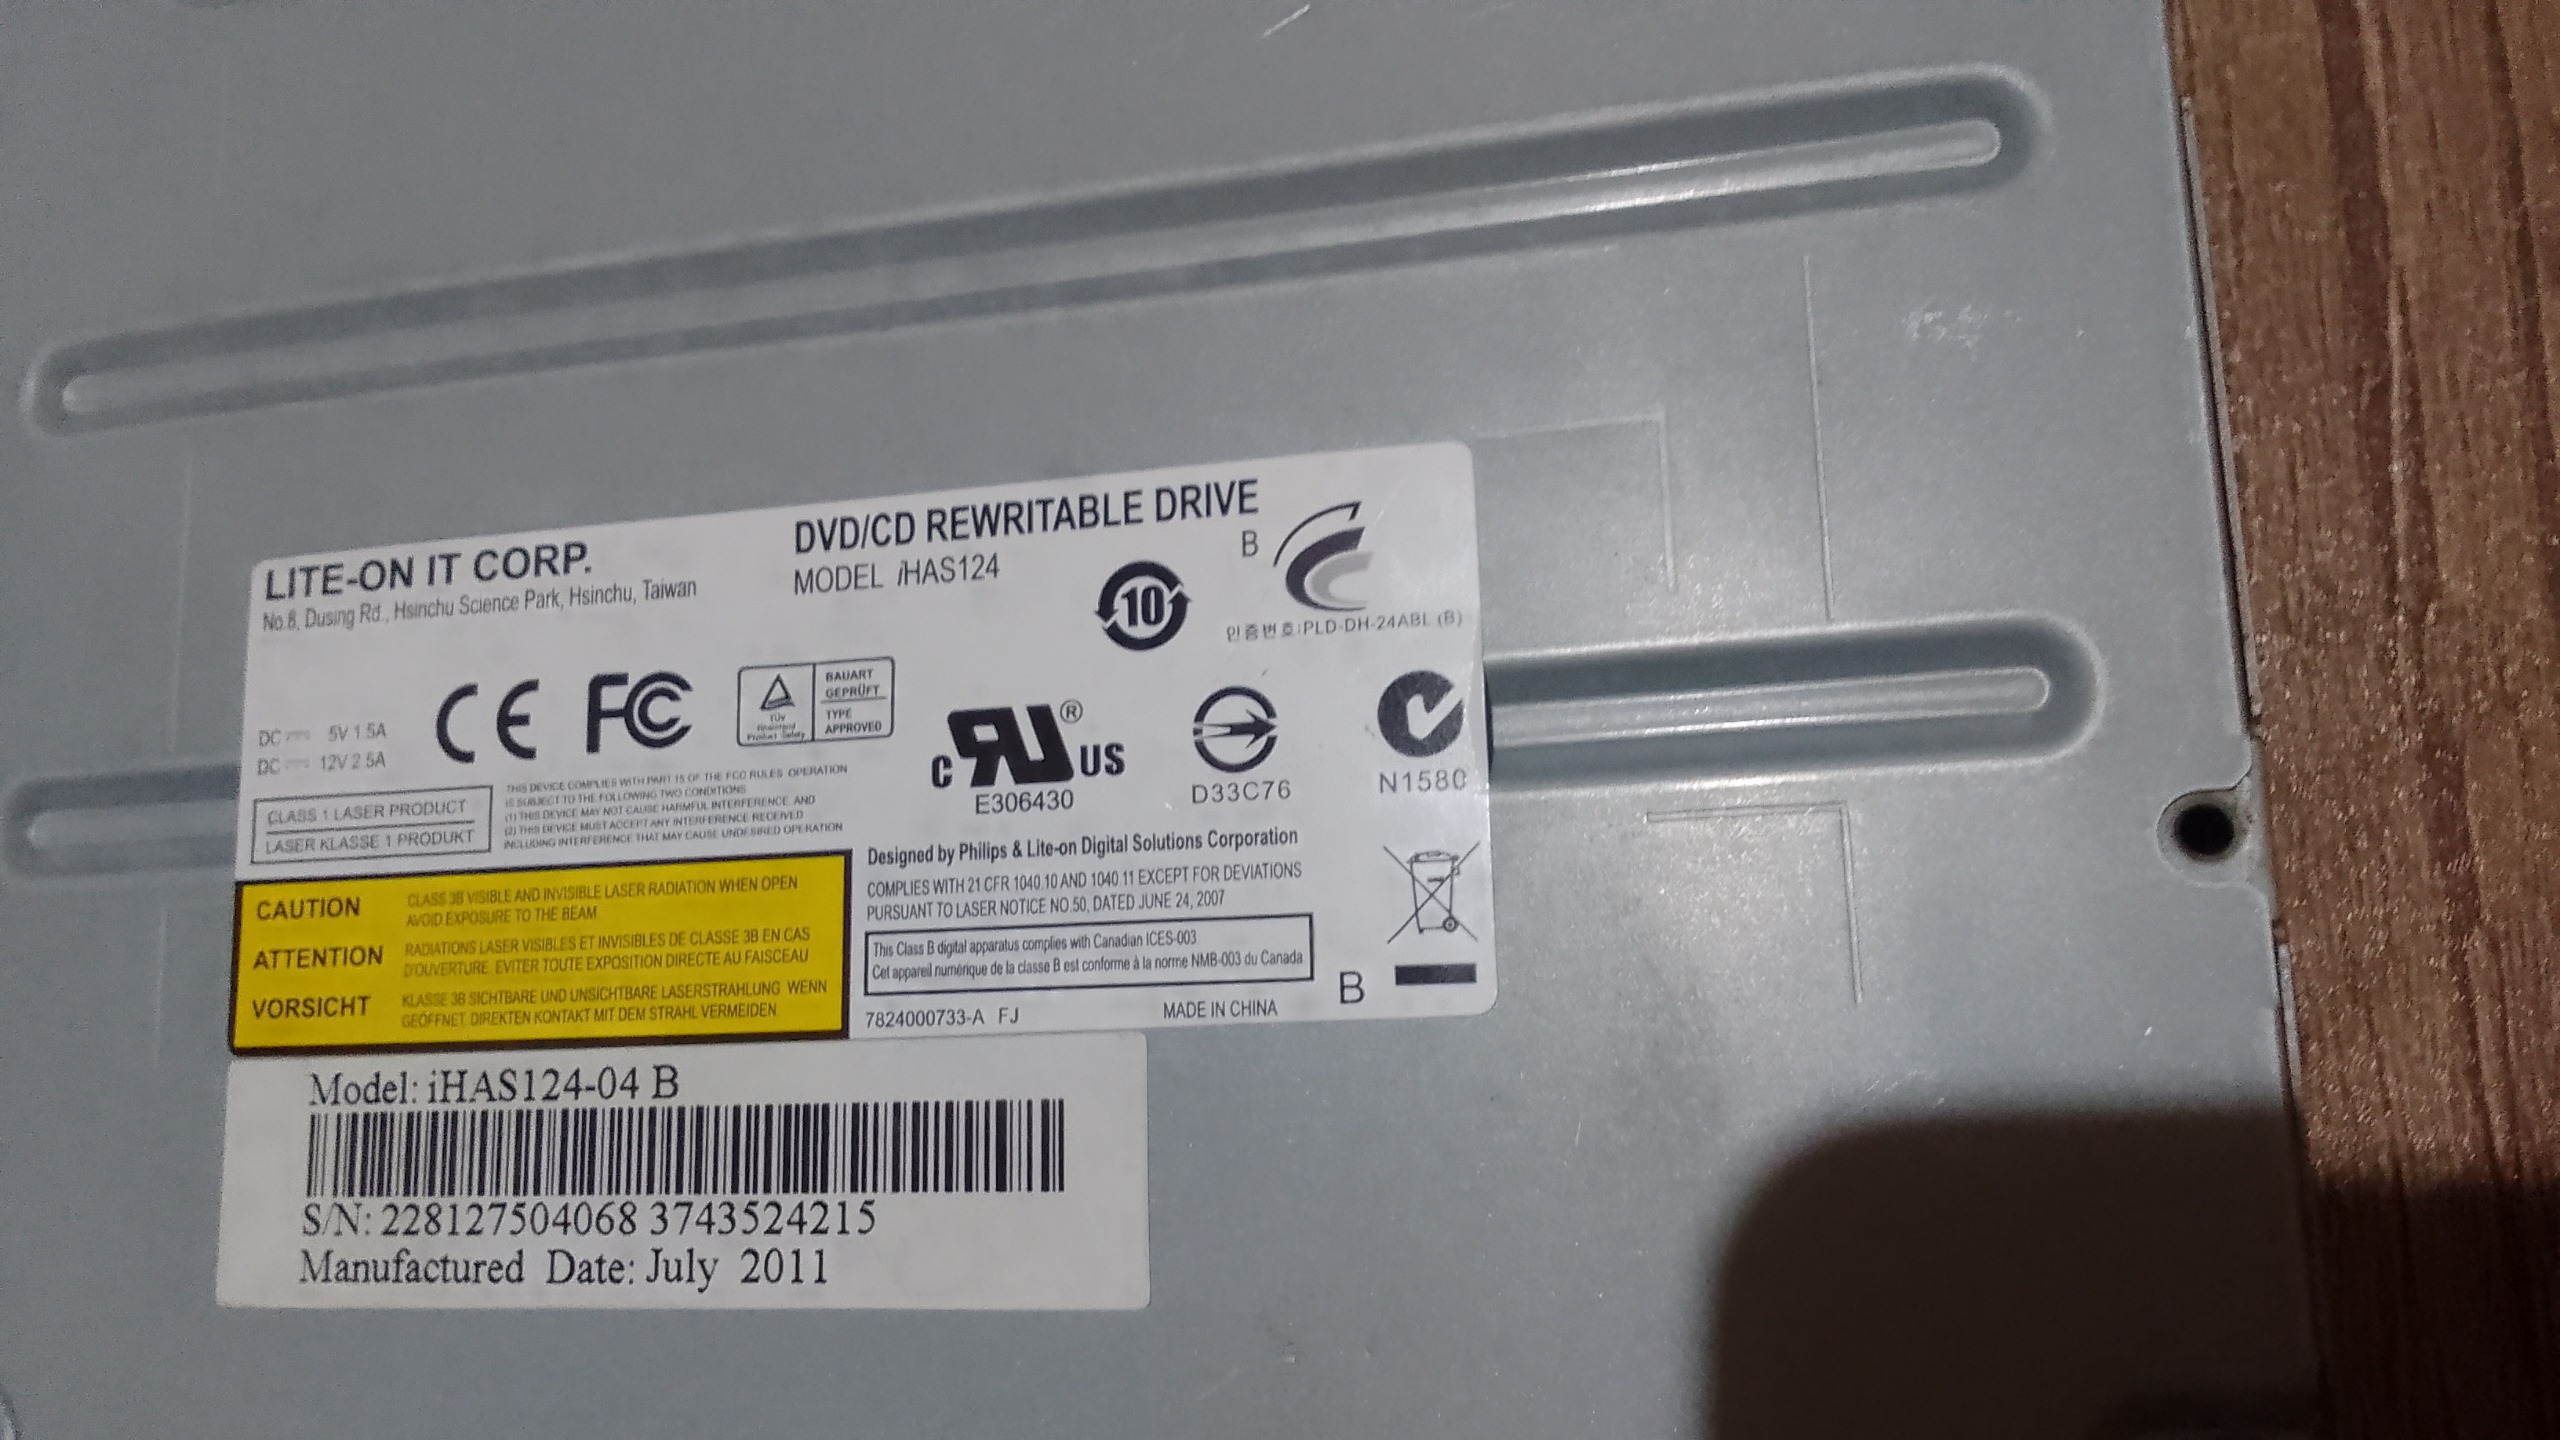 LITE-ON IT CORP.
No.8, Dusing Rd., Hsinchu Science Park, Hsinchu, Taiwan
DVD/CD REWRITABLE DRIVE
MODEL iHAS124
10
B
인증번호:PLD-DH-24ABL (B)
DC 5V 1.5A
DC 12V 2.5A
CE FC
TÜV
Rheinland
Product Safety
BAUART
GEPRÜFT
TYPE
APPROVED
C RU ® US
E306430
D33C76
N1580
CLASS 1 LASER PRODUCT
LASER KLASSE 1 PRODUKT
THIS DEVICE COMPLIES WITH PART 15 OF THE FCC RULES OPERATION
IS SUBJECT TO THE FOLLOWING TWO CONDITIONS
(1) THIS DEVICE MAY NOT CAUSE HARMFUL INTERFERENCE AND
(2) THIS DEVICE MUST ACCEPT ANY INTERFERENCE RECEIVED
INCLUDING INTERFERENCE THAT MAY CAUSE UNDESIRED OPERATION
CAUTION CLASS 3B VISIBLE AND INVISIBLE LASER RADIATION WHEN OPEN
AVOID EXPOSURE TO THE BEAM.
ATTENTION RADIATIONS LASER VISIBLES ET INVISIBLES DE CLASSE 3B EN CAS
D'OUVERTURE. EVITER TOUTE EXPOSITION DIRECTE AU FAISCEAU
VORSICHT KLASSE 3B SICHTBARE UND UNSICHTBARE LASERSTRAHLUNG WENN
GEÖFFNET. DIREKTEN KONTAKT MIT DEM STRAHL VERMEIDEN.
Designed by Philips & Lite-on Digital Solutions Corporation
COMPLIES WITH 21 CFR 1040.10 AND 1040.11 EXCEPT FOR DEVIATIONS
PURSUANT TO LASER NOTICE NO.50, DATED JUNE 24, 2007
This Class B digital apparatus complies with Canadian ICES-003
Cet appareil numérique de la classe B est conforme à la norme NMB-003 du Canada
B
7824000733-A FJ
MADE IN CHINA
Model: iHAS124-04 B
S/N: 228127504068 3743524215
Manufactured Date: July 2011